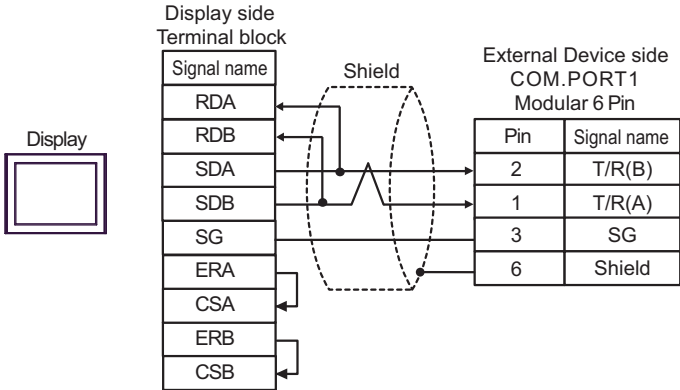 Display side
Terminal block
Signal name
RDA
RDB
SDA
SDB
SG
ERA
CSA
ERB
CSB
Display
Shield
External Device side
COM.PORT1
Modular 6 Pin
Pin Signal name
2 T/R(B)
1 T/R(A)
3 SG
6 Shield